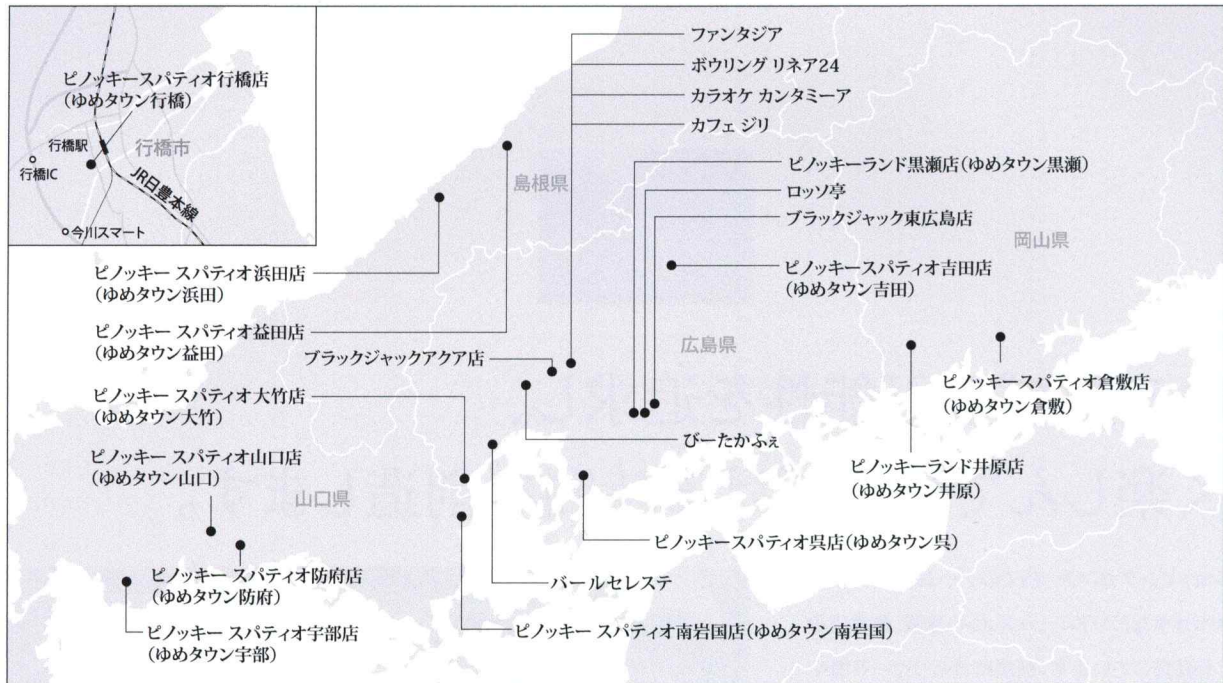 ピノッキースパティオ行橋店
(ゆめタウン行橋)
行橋駅
行橋市
行橋IC
JR日豊本線
今川スマート
ファンタジア
ボウリング リネア24
カラオケ カンタミーア
カフェ ジリ
島根県
ピノッキーランド黒瀬店(ゆめタウン黒瀬)
ロッソ亭
ブラックジャック東広島店
岡山県
ピノッキースパティオ吉田店
(ゆめタウン吉田)
ピノッキー スパティオ浜田店
(ゆめタウン浜田)
ピノッキー スパティオ益田店
(ゆめタウン益田)
ブラックジャックアクア店
広島県
ピノッキースパティオ倉敷店
(ゆめタウン倉敷)
ピノッキー スパティオ大竹店
(ゆめタウン大竹)
びーたかふぇ
ピノッキーランド井原店
(ゆめタウン井原)
ピノッキー スパティオ山口店
(ゆめタウン山口)
山口県
ピノッキースパティオ呉店(ゆめタウン呉)
ピノッキー スパティオ防府店
(ゆめタウン防府)
バールセレステ
ピノッキー スパティオ宇部店
(ゆめタウン宇部)
ピノッキー スパティオ南岩国店(ゆめタウン南岩国)